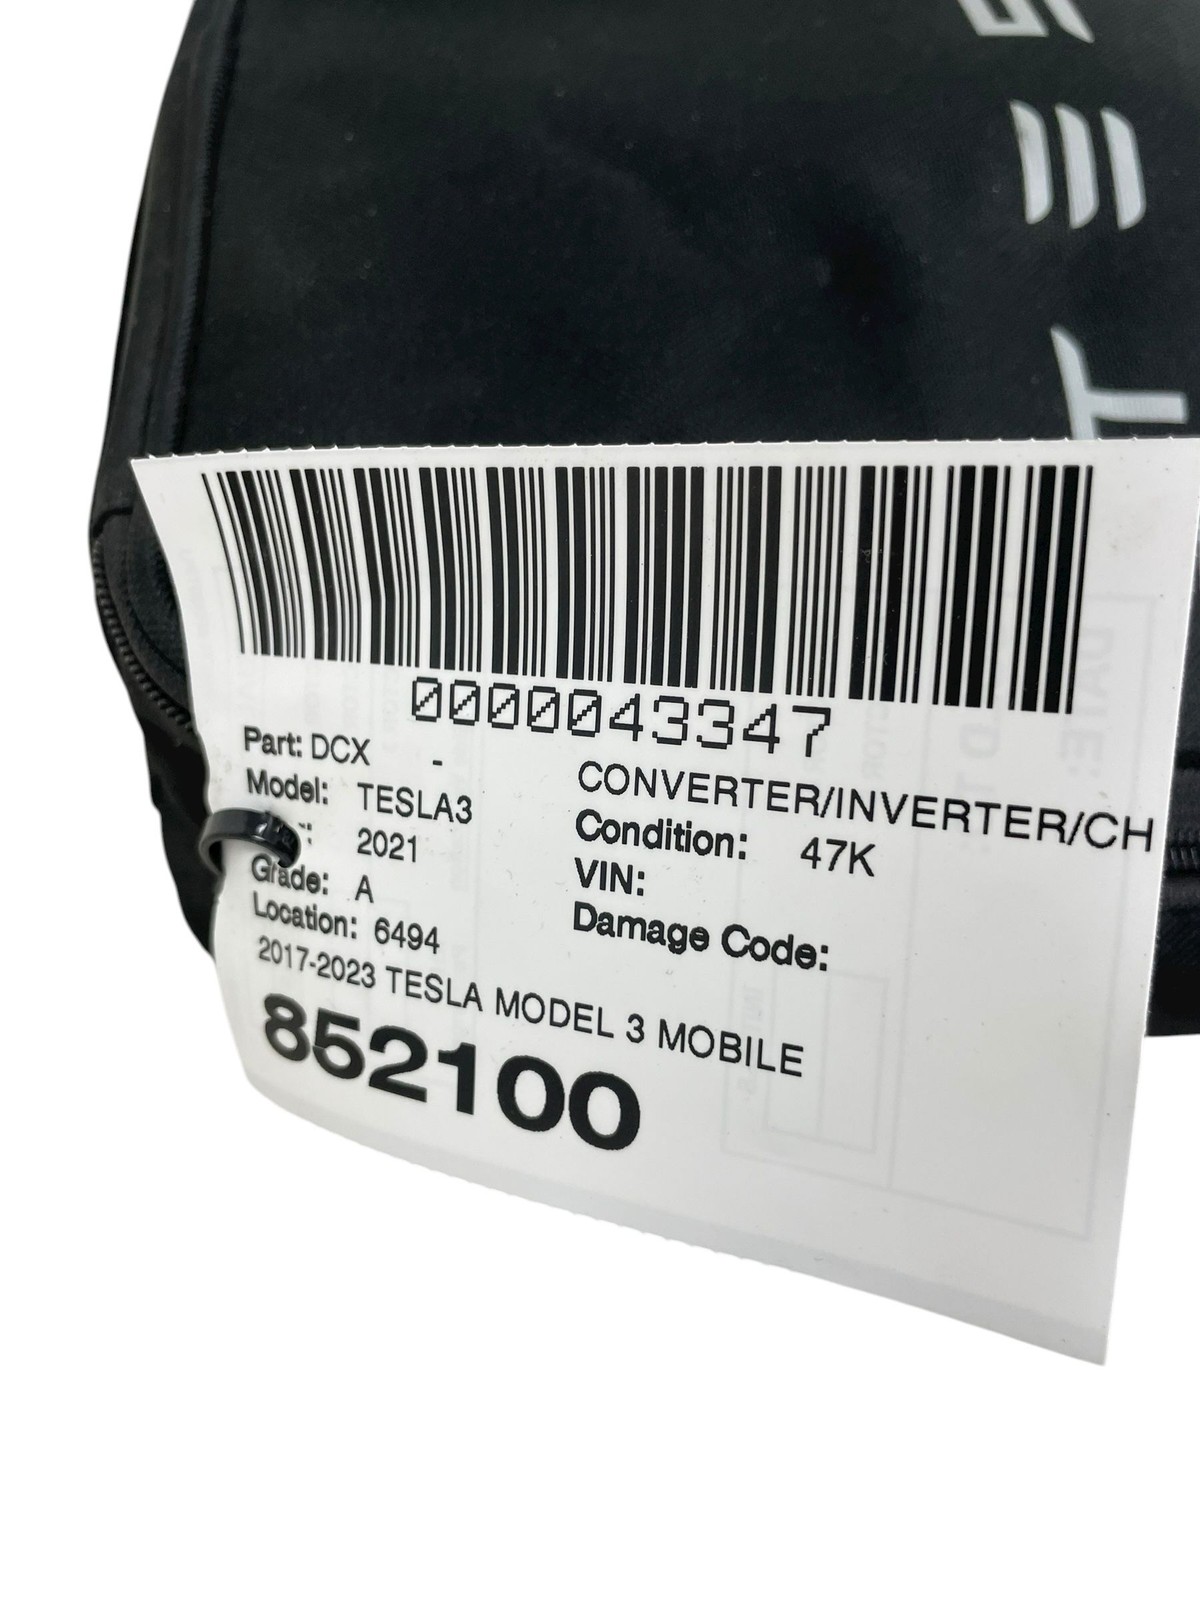 TES
0000043347
Part: DCX - CONVERTER/INVERTER/CH
Model: TESLA3 Condition: 47K
: 2021 VIN:
Grade: A Damage Code:
Location: 6494
2017-2023 TESLA MODEL 3 MOBILE
852100